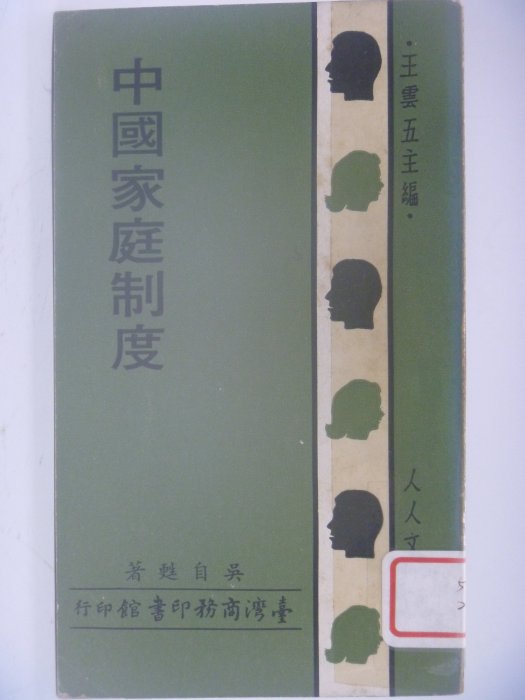 ·王雲五主編·
人人文
中國家庭制度
吳自甦著
臺灣商務印書館印行